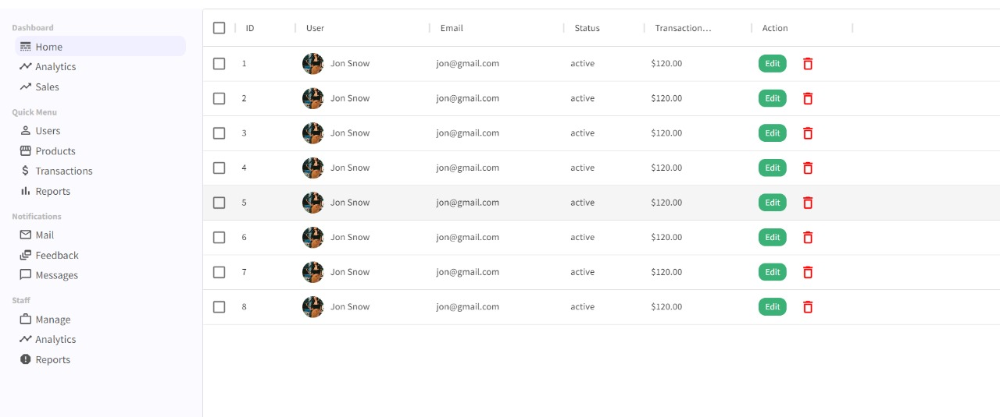 Dashboard
Home
Analytics
Sales
Quick Menu
Users
Products
Transactions
Reports
Notifications
Mail
Feedback
Messages
Staff
Manage
Analytics
Reports
ID User Email Status Transaction... Action
1 Jon Snow jon@gmail.com active $120.00 Edit
2 Jon Snow jon@gmail.com active $120.00 Edit
3 Jon Snow jon@gmail.com active $120.00 Edit
4 Jon Snow jon@gmail.com active $120.00 Edit
5 Jon Snow jon@gmail.com active $120.00 Edit
6 Jon Snow jon@gmail.com active $120.00 Edit
7 Jon Snow jon@gmail.com active $120.00 Edit
8 Jon Snow jon@gmail.com active $120.00 Edit